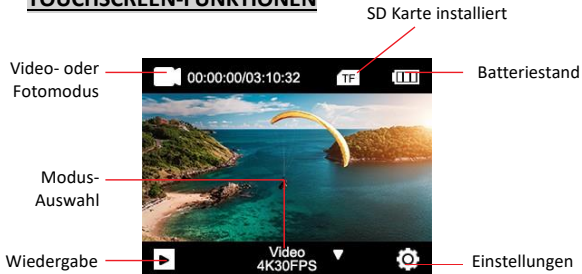 TOUCHSCREEN-FUNKTIONEN
SD Karte installiert
Video- oder
Fotomodus
00:00:00/03:10:32
TF
Batteriestand
Modus-
Auswahl
Wiedergabe
Video
4K30FPS
Einstellungen